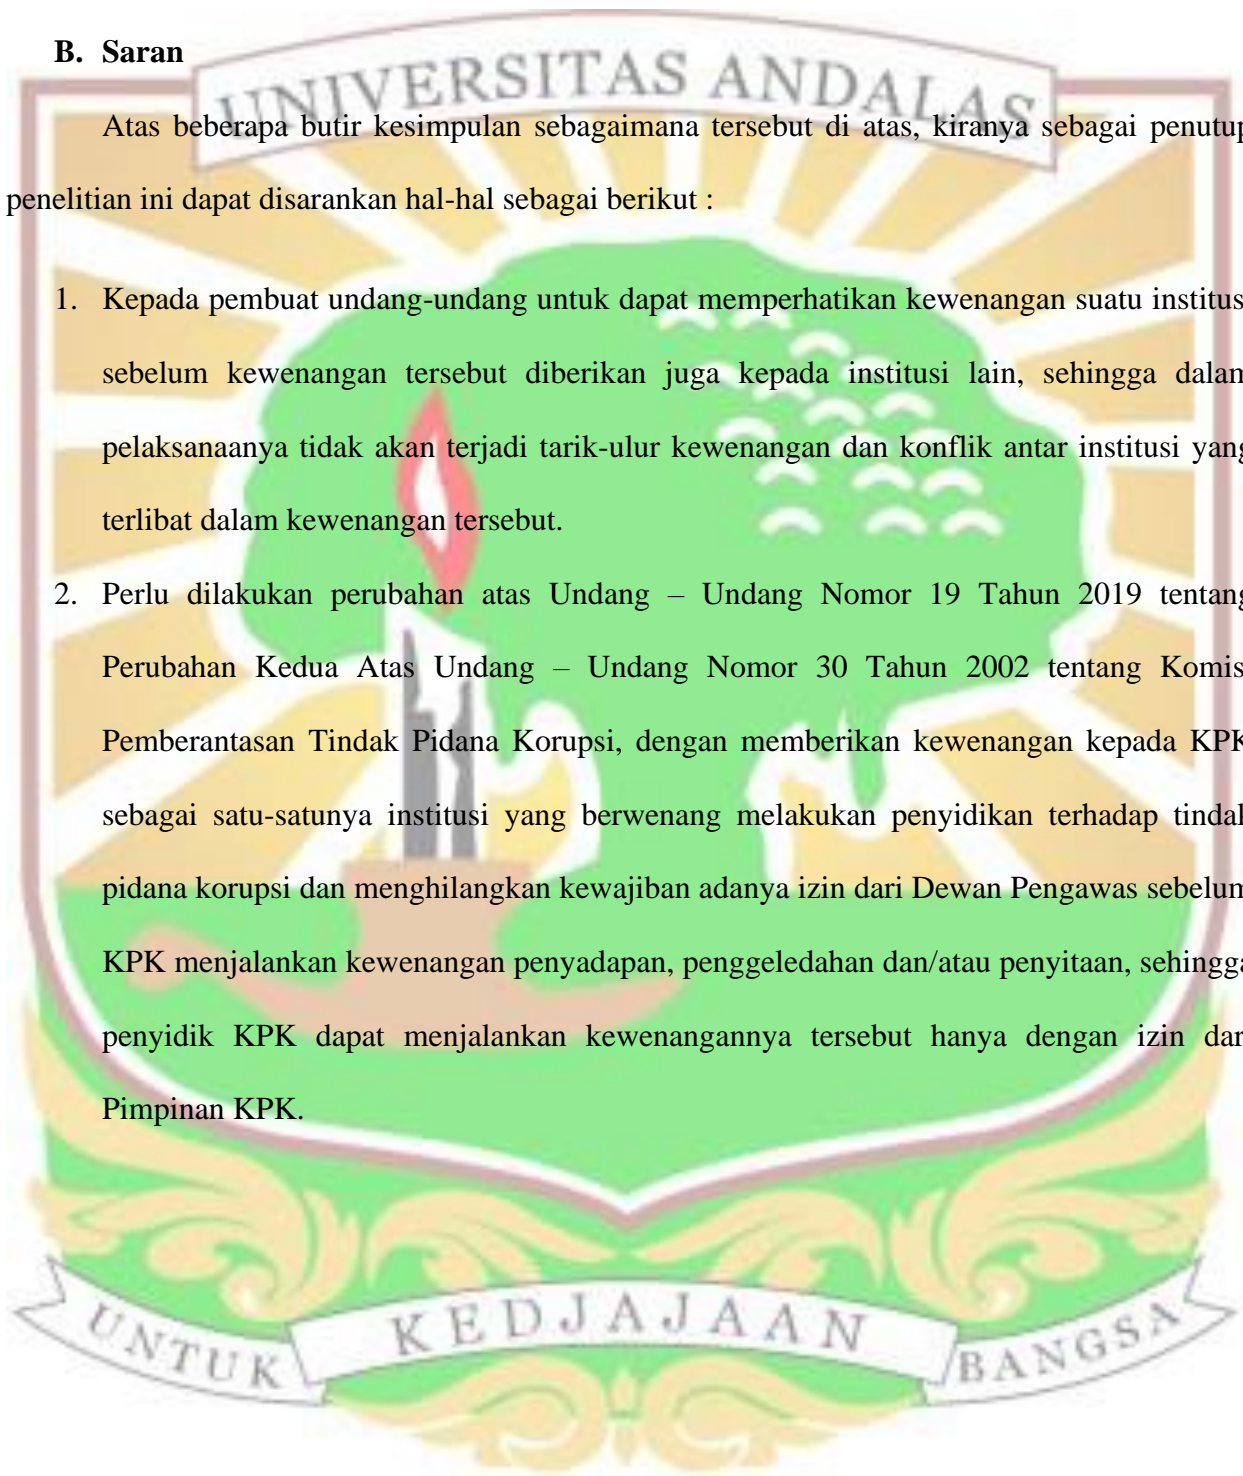 B. Saran
UNIVERSITAS ANDALAS
Atas beberapa butir kesimpulan sebagaimana tersebut di atas, kiranya sebagai penutup
penelitian ini dapat disarankan hal-hal sebagai berikut :
1. Kepada pembuat undang-undang untuk dapat memperhatikan kewenangan suatu institus
sebelum kewenangan tersebut diberikan juga kepada institusi lain, sehingga dalam
pelaksanaanya tidak akan terjadi tarik-ulur kewenangan dan konflik antar institusi yang
terlibat dalam kewenangan tersebut.
2. Perlu dilakukan perubahan atas Undang – Undang Nomor 19 Tahun 2019 tentang
Perubahan Kedua Atas Undang – Undang Nomor 30 Tahun 2002 tentang Komis
Pemberantasan Tindak Pidana Korupsi, dengan memberikan kewenangan kepada KPK
sebagai satu-satunya institusi yang berwenang melakukan penyidikan terhadap tindak
pidana korupsi dan menghilangkan kewajiban adanya izin dari Dewan Pengawas sebelum
KPK menjalankan kewenangan penyadapan, penggeledahan dan/atau penyitaan, sehingga
penyidik KPK dapat menjalankan kewenangannya tersebut hanya dengan izin dar
Pimpinan KPK.
UNTUK KEDJAJAAN BANGSA